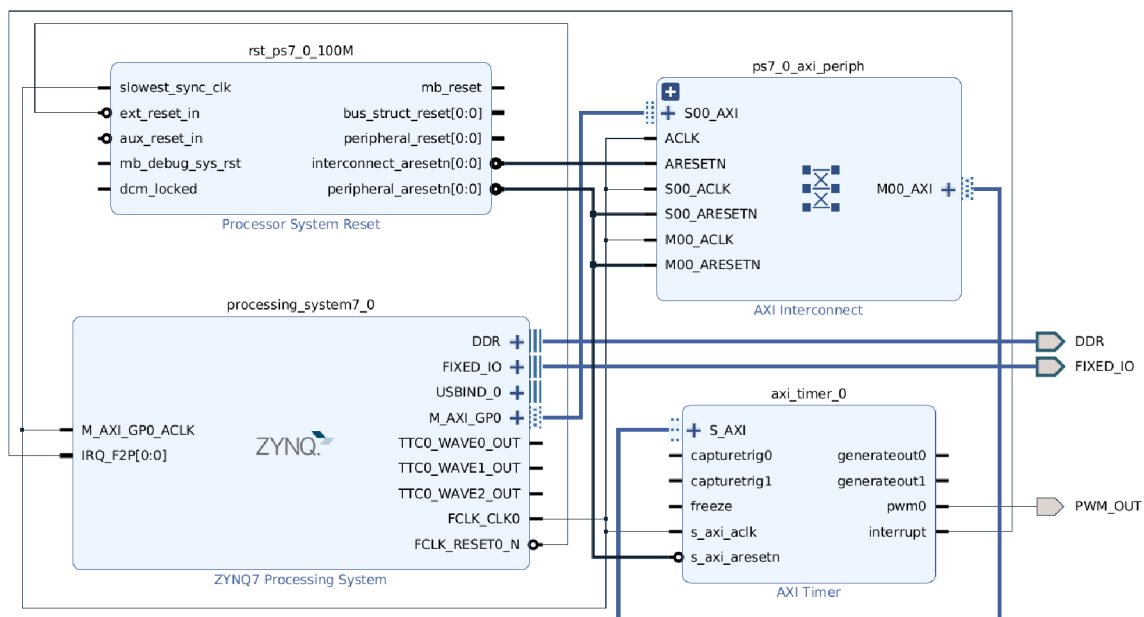 rst_ps7_0_100M
slowest_sync_clk
ext_reset_in
aux_reset_in
mb_debug_sys_rst
dcm_locked
mb_reset
bus_struct_reset[0:0]
peripheral_reset[0:0]
interconnect_aresetn[0:0]
peripheral_aresetn[0:0]
Processor System Reset
ps7_0_axi_periph
S00_AXI
ACLK
ARESETN
S00_ACLK
S00_ARESETN
M00_ACLK
M00_ARESETN
M00_AXI
AXI Interconnect
processing_system7_0
M_AXI_GP0_ACLK
IRQ_F2P[0:0]
ZYNQ
DDR
FIXED_IO
USBIND_0
M_AXI_GP0
TTC0_WAVE0_OUT
TTC0_WAVE1_OUT
TTC0_WAVE2_OUT
FCLK_CLK0
FCLK_RESET0_N
ZYNQ7 Processing System
axi_timer_0
S_AXI
capturetrig0
capturetrig1
freeze
s_axi_aclk
s_axi_aresetn
generateout0
generateout1
pwm0
interrupt
AXI Timer
DDR
FIXED_IO
PWM_OUT